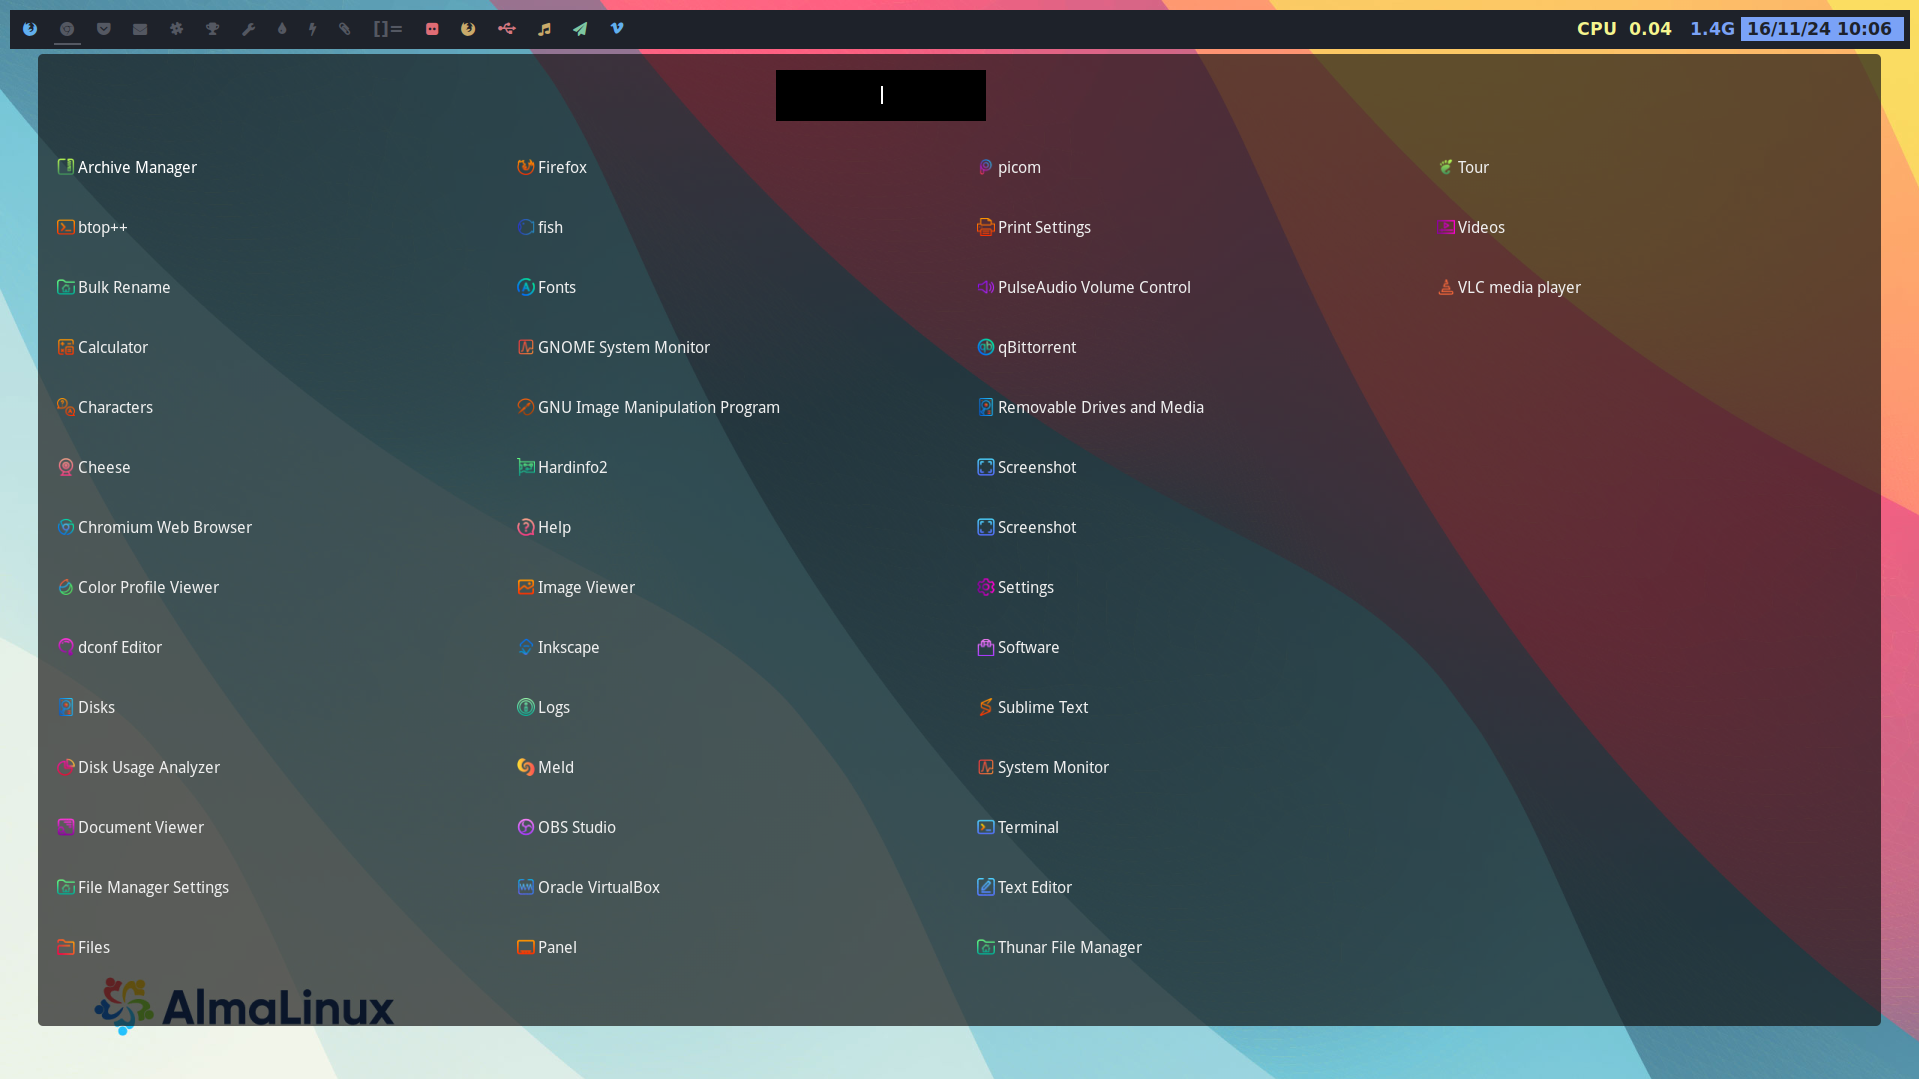 []= CPU 0.04 1.4G 16/11/24 10:06
Archive Manager
btop++
Bulk Rename
Calculator
Characters
Cheese
Chromium Web Browser
Color Profile Viewer
dconf Editor
Disks
Disk Usage Analyzer
Document Viewer
File Manager Settings
Files
Firefox
fish
Fonts
GNOME System Monitor
GNU Image Manipulation Program
Hardinfo2
Help
Image Viewer
Inkscape
Logs
Meld
OBS Studio
Oracle VirtualBox
Panel
picom
Print Settings
PulseAudio Volume Control
qBittorrent
Removable Drives and Media
Screenshot
Screenshot
Settings
Software
Sublime Text
System Monitor
Terminal
Text Editor
Thunar File Manager
Tour
Videos
VLC media player
AlmaLinux